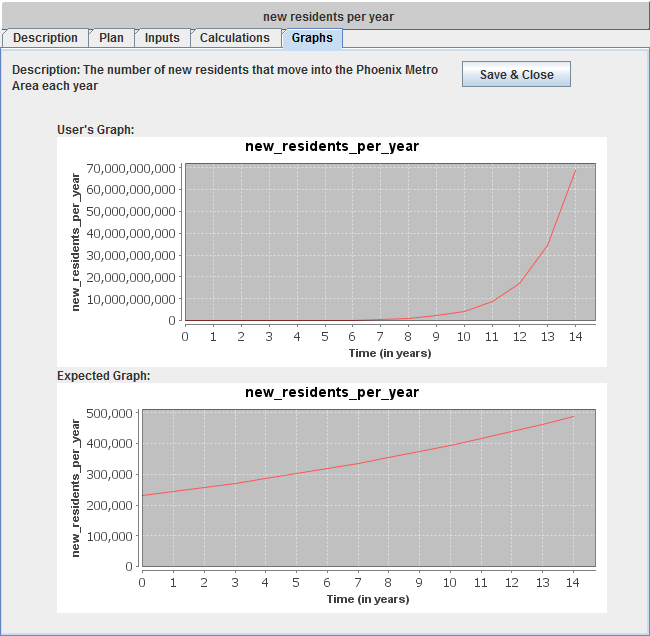 new residents per year
Description Plan Inputs Calculations Graphs
Description: The number of new residents that move into the Phoenix Metro
Area each year
Save & Close
User's Graph:
new_residents_per_year
new_residents_per_year
70,000,000,000
60,000,000,000
50,000,000,000
40,000,000,000
30,000,000,000
20,000,000,000
10,000,000,000
0
0 1 2 3 4 5 6 7 8 9 10 11 12 13 14
Time (in years)
Expected Graph:
new_residents_per_year
new_residents_per_year
500,000
400,000
300,000
200,000
100,000
0
0 1 2 3 4 5 6 7 8 9 10 11 12 13 14
Time (in years)